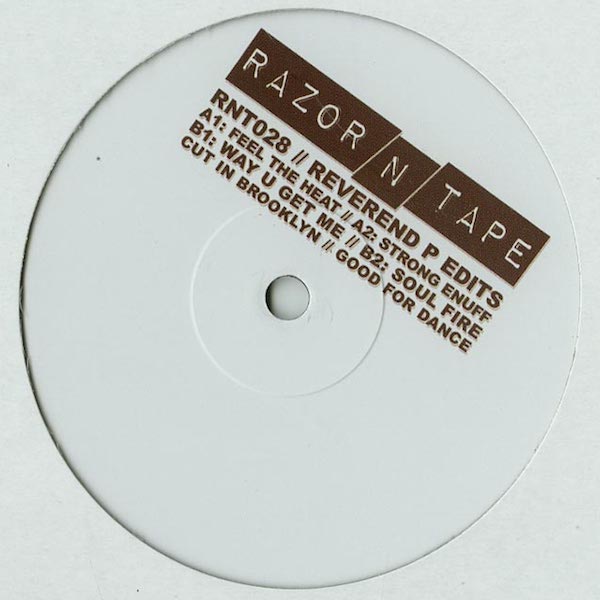 RAZOR N TAPE
RNT028 // REVEREND P EDITS
A1: FEEL THE HEAT // A2: STRONG ENUFF
B1: WAY U GET ME // B2: SOUL FIRE
CUT IN BROOKLYN // GOOD FOR DANCE